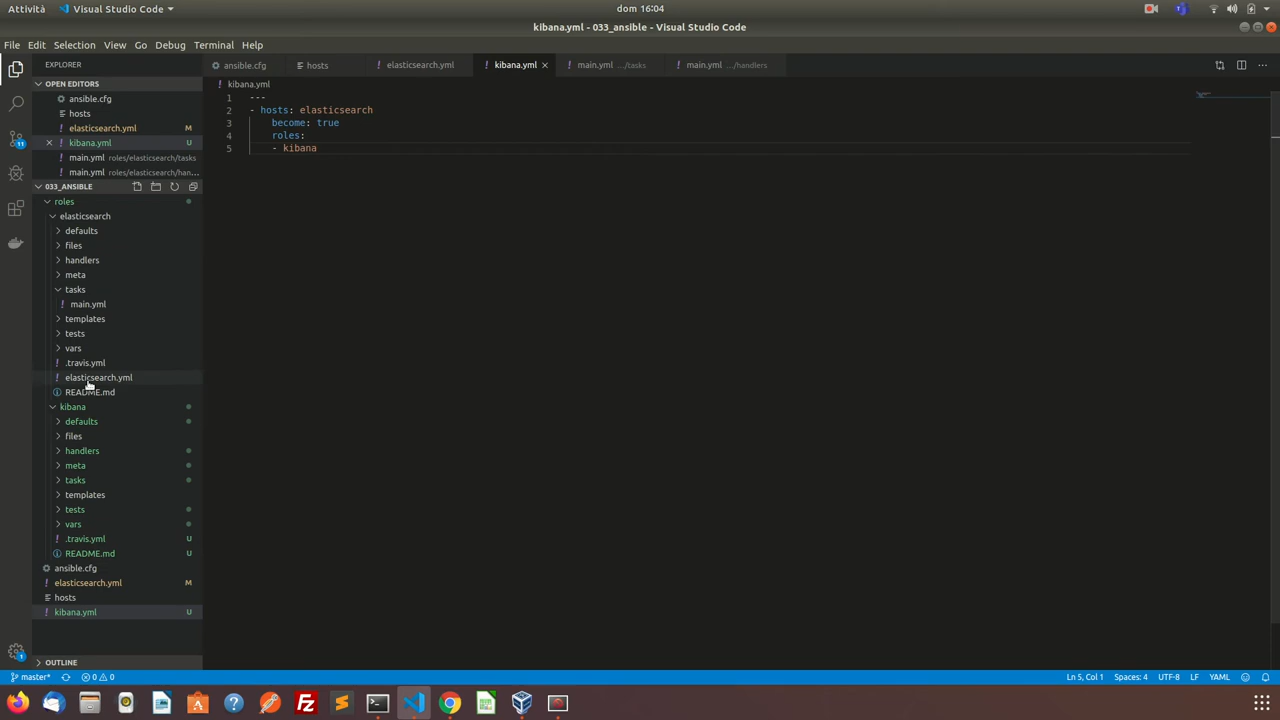 Attività
Visual Studio Code
dom 16:04
kibana.yml - 033_ansible - Visual Studio Code
File Edit Selection View Go Debug Terminal Help
EXPLORER
ansible.cfg
hosts
elasticsearch.yml
kibana.yml
main.yml .../tasks
main.yml .../handlers
OPEN EDITORS
ansible.cfg
hosts
elasticsearch.yml M
kibana.yml U
main.yml roles/elasticsearch/tasks
main.yml roles/elasticsearch/han...
033_ANSIBLE
roles
elasticsearch
defaults
files
handlers
meta
tasks
main.yml
templates
tests
vars
.travis.yml
elasticsearch.yml
README.md
kibana
defaults
files
handlers
meta
tasks
templates
tests
vars
.travis.yml U
README.md U
ansible.cfg
elasticsearch.yml M
hosts
kibana.yml U
OUTLINE
kibana.yml
1 ---
2 - hosts: elasticsearch
3 become: true
4 roles:
5 - kibana
11
1
master*
0 0
Ln 5, Col 1
Spaces: 4
UTF-8
LF
YAML